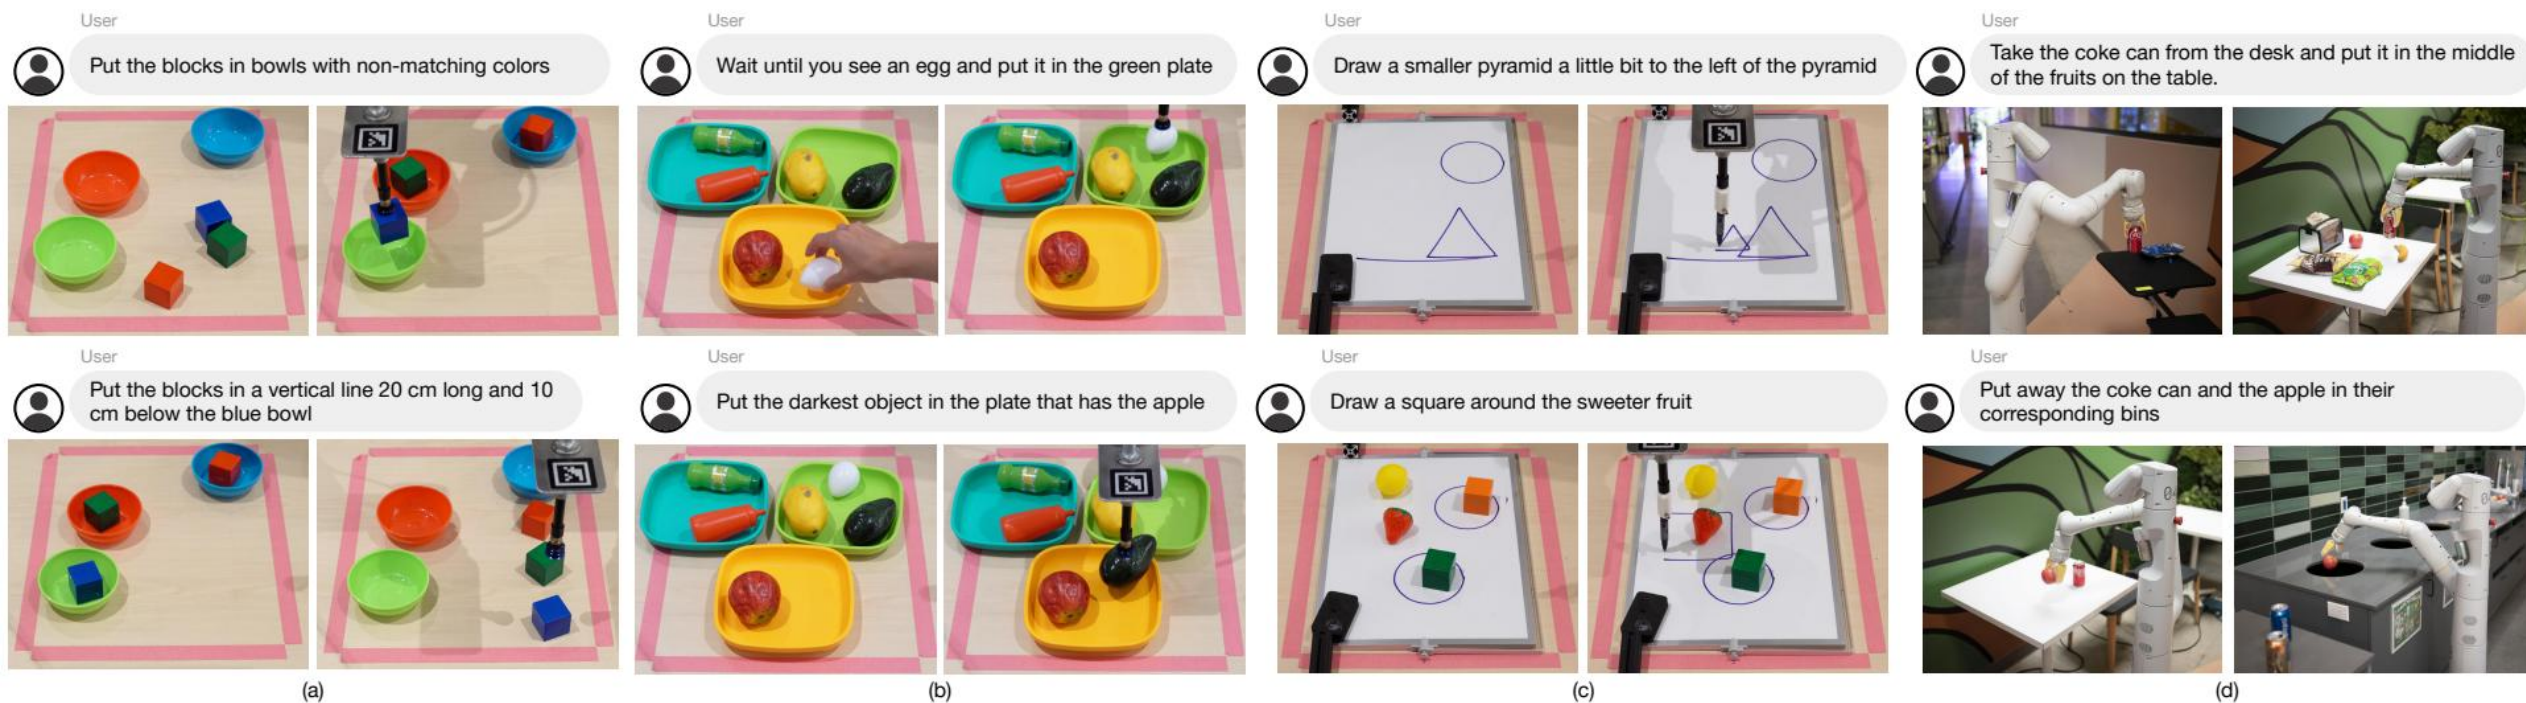 User
Put the blocks in bowls with non-matching colors
User
Wait until you see an egg and put it in the green plate
User
Draw a smaller pyramid a little bit to the left of the pyramid
User
Take the coke can from the desk and put it in the middle
of the fruits on the table.
User
Put the blocks in a vertical line 20 cm long and 10
cm below the blue bowl
User
Put the darkest object in the plate that has the apple
User
Draw a square around the sweeter fruit
User
Put away the coke can and the apple in their
corresponding bins
(a)
(b)
(c)
(d)